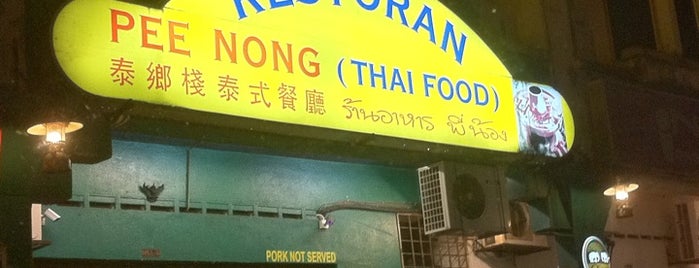 RESTORAN
PEE NONG (THAI FOOD)
泰鄉棧泰式餐廳 ร้านอาหาร พี่น้อง
PORK NOT SERVED